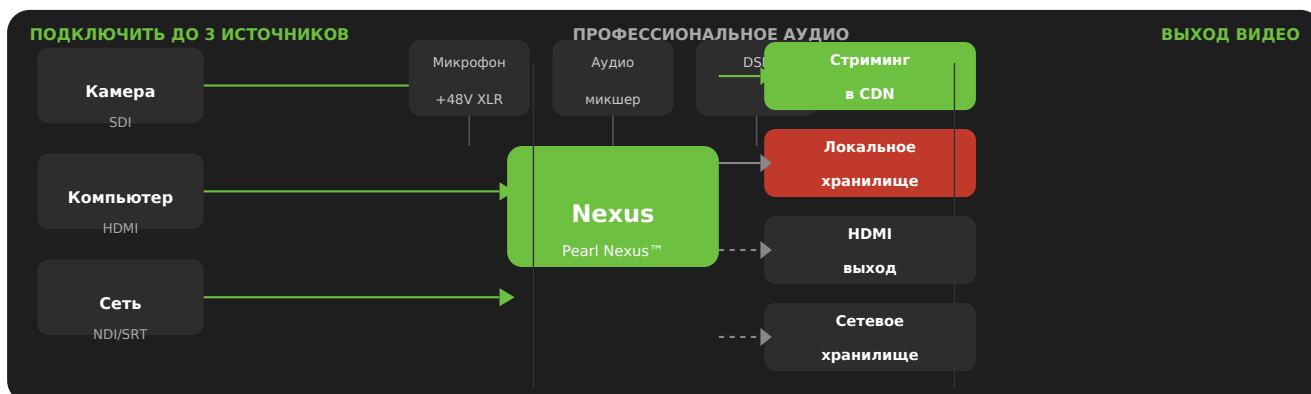 ПОДКЛЮЧИТЬ ДО 3 ИСТОЧНИКОВ
ПРОФЕССИОНАЛЬНОЕ АУДИО
ВЫХОД ВИДЕО
Камера
SDI
Компьютер
HDMI
Сеть
NDI/SRT
Микрофон
+48V XLR
Аудио
микшер
Nexus
Pearl Nexus™
Стриминг
в CDN
Локальное
хранилище
HDMI
выход
Сетевое
хранилище